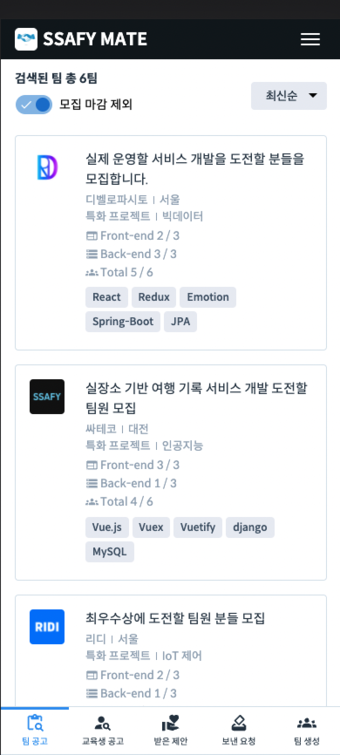 SSAFY MATE
검색된 팀 총 6팀
모집 마감 제외
최신순
실제 운영할 서비스 개발을 도전할 분들을
모집합니다.
디벨로파시토 | 서울
특화 프로젝트 | 빅데이터
Front-end 2 / 3
Back-end 3 / 3
Total 5 / 6
React Redux Emotion
Spring-Boot JPA
SSAFY
실장소 기반 여행 기록 서비스 개발 도전할
팀원 모집
싸테코 | 대전
특화 프로젝트 | 인공지능
Front-end 3 / 3
Back-end 1 / 3
Total 4 / 6
Vue.js Vuex Vuetify django
MySQL
RIDI
최우수상에 도전할 팀원 분들 모집
리디 | 서울
특화 프로젝트 | IoT 제어
Front-end 2 / 3
Back-end 1 / 3
팀 공고 교육생 공고 받은 제안 보낸 요청 팀 생성